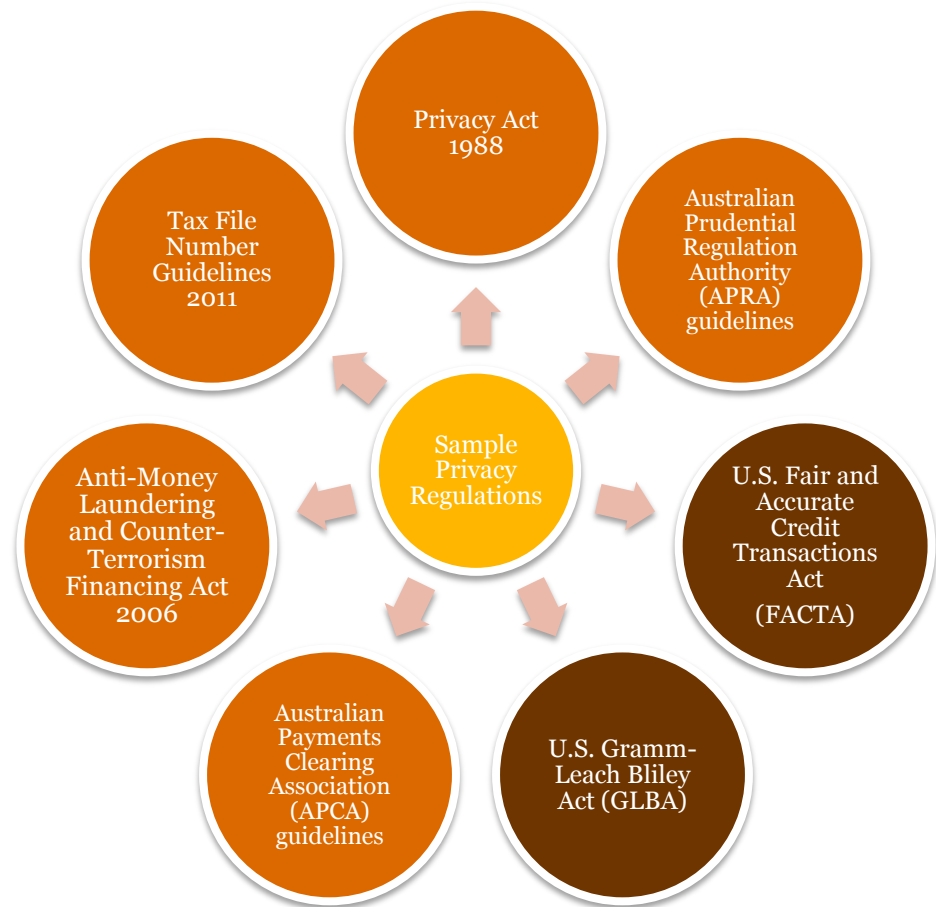 Privacy Act
1988
Australian
Prudential
Regulation
Authority
(APRA)
guidelines
U.S. Fair and
Accurate
Credit
Transactions
Act
(FACTA)
U.S. Gramm-
Leach Bliley
Act (GLBA)
Australian
Payments
Clearing
Association
(APCA)
guidelines
Anti-Money
Laundering
and Counter-
Terrorism
Financing Act
2006
Tax File
Number
Guidelines
2011
Sample
Privacy
Regulations